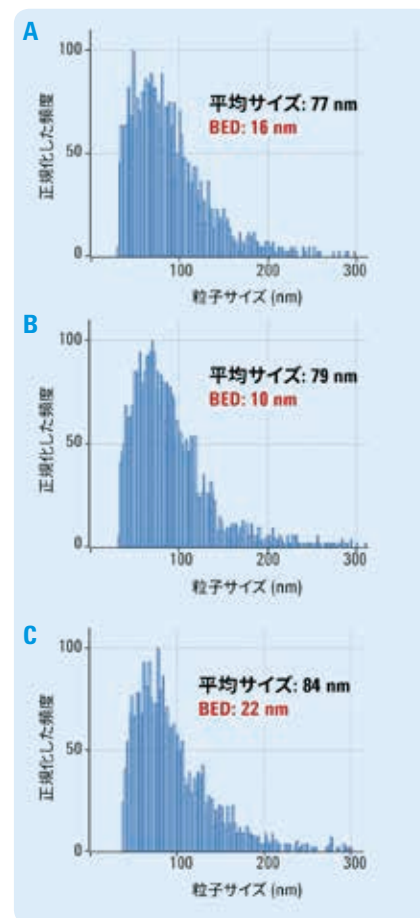 A
100
50
0
正規化した頻度
平均サイズ: 77 nm
BED: 16 nm
100
200
300
粒子サイズ (nm)
B
100
50
0
正規化した頻度
平均サイズ: 79 nm
BED: 10 nm
100
200
300
粒子サイズ (nm)
C
100
50
0
正規化した頻度
平均サイズ: 84 nm
BED: 22 nm
100
200
300
粒子サイズ (nm)